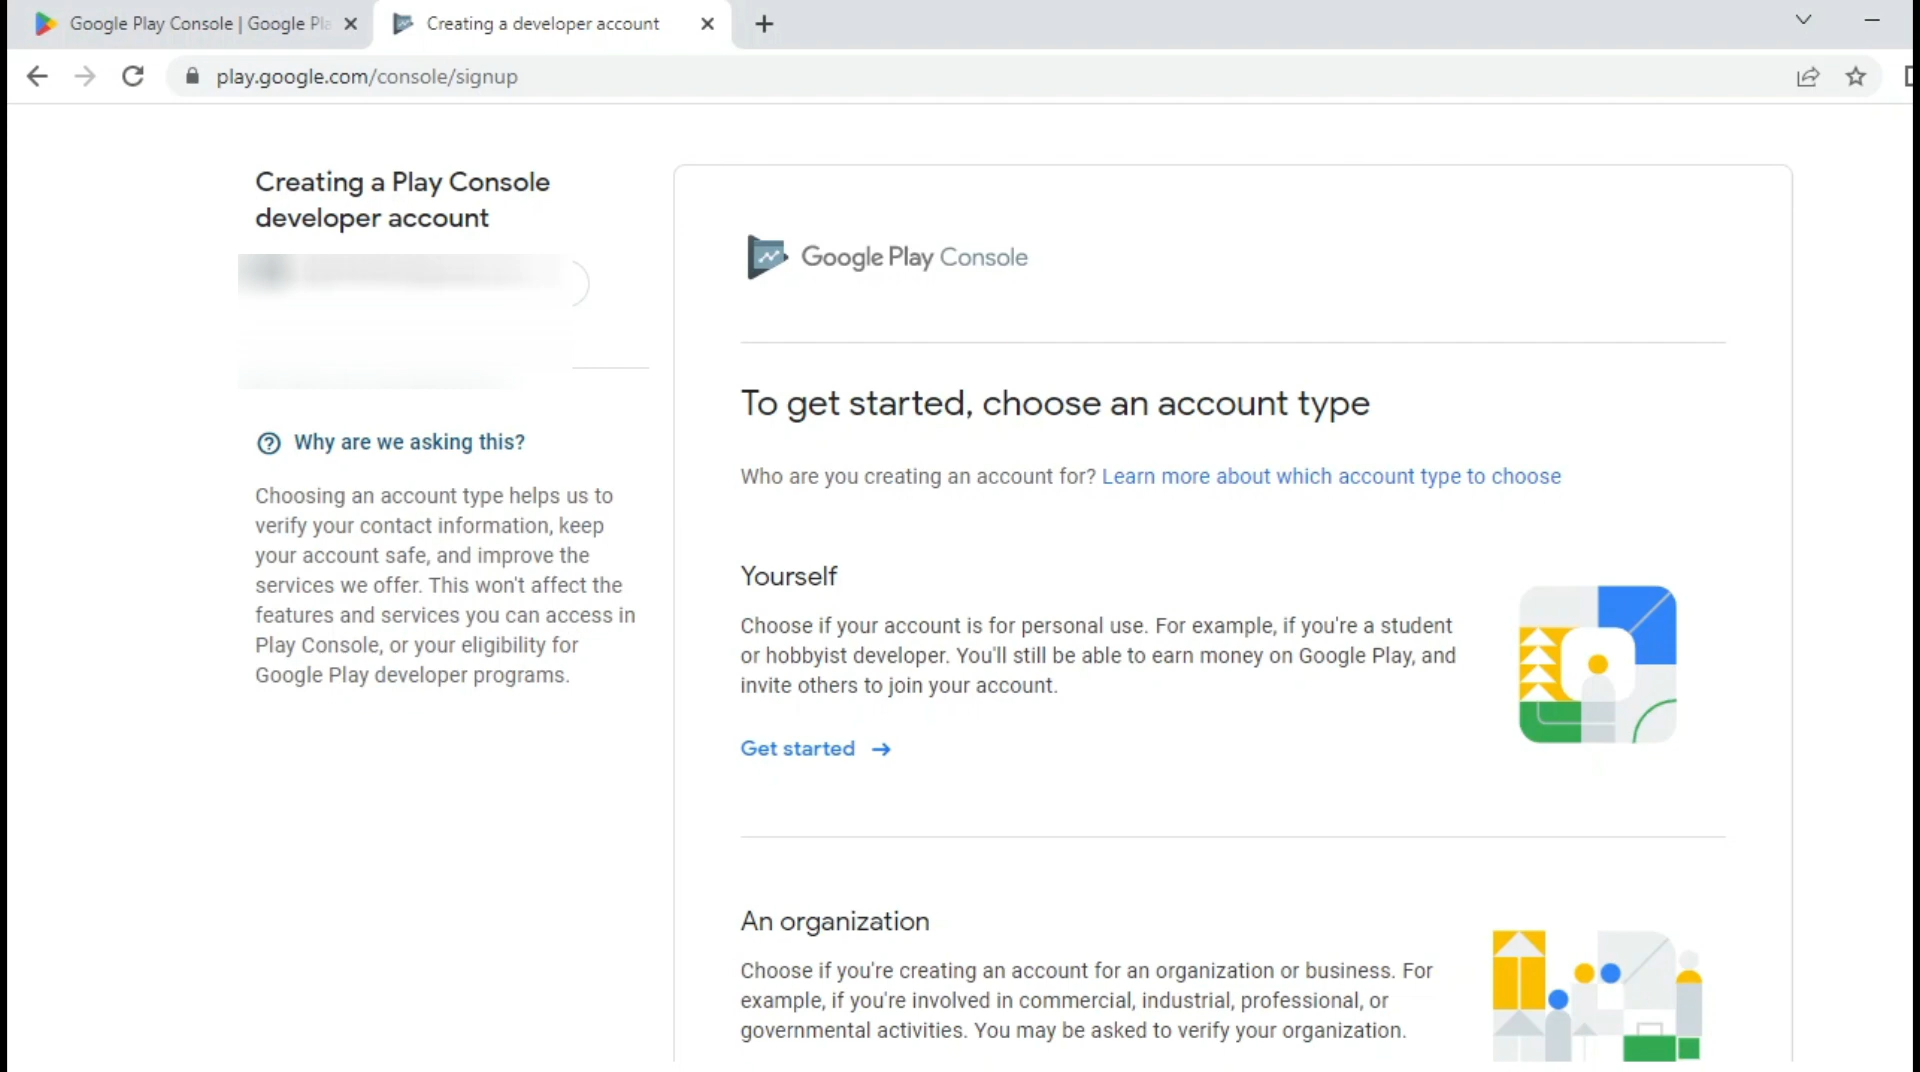 Google Play Console | Google Pla
Creating a developer account
play.google.com/console/signup
Creating a Play Console
developer account
Why are we asking this?
Choosing an account type helps us to
verify your contact information, keep
your account safe, and improve the
services we offer. This won't affect the
features and services you can access in
Play Console, or your eligibility for
Google Play developer programs.
Google Play Console
To get started, choose an account type
Who are you creating an account for? Learn more about which account type to choose
Yourself
Choose if your account is for personal use. For example, if you're a student
or hobbyist developer. You'll still be able to earn money on Google Play, and
invite others to join your account.
Get started
An organization
Choose if you're creating an account for an organization or business. For
example, if you're involved in commercial, industrial, professional, or
governmental activities. You may be asked to verify your organization.